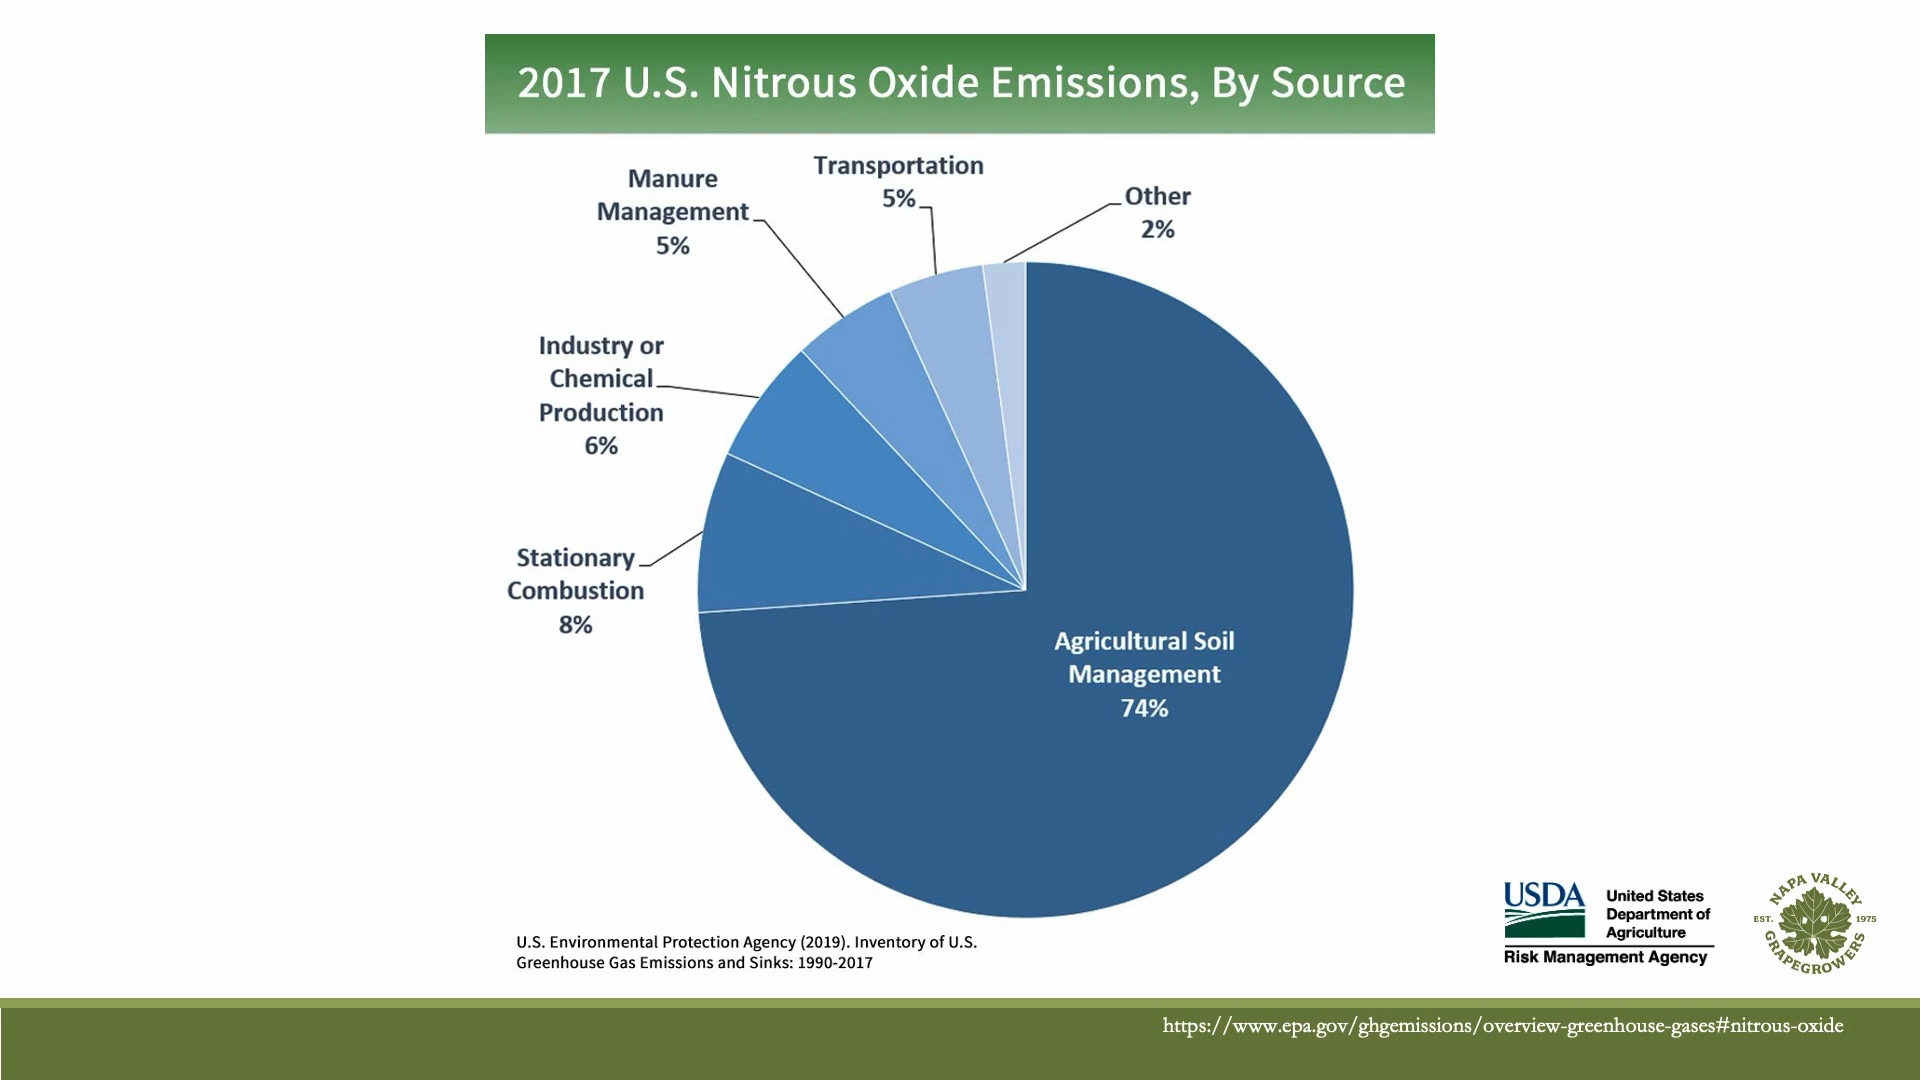 2017 U.S. Nitrous Oxide Emissions, By Source
Transportation
5%
Manure
Management
5%
Other
2%
Industry or
Chemical
Production
6%
Stationary
Combustion
8%
Agricultural Soil
Management
74%
U.S. Environmental Protection Agency (2019). Inventory of U.S.
Greenhouse Gas Emissions and Sinks: 1990-2017
USDA
United States
Department of
Agriculture
Risk Management Agency
NAPA VALLEY
EST. 1975
GRAPEGROWERS
https://www.epa.gov/ghgemissions/overview-greenhouse-gases#nitrous-oxide